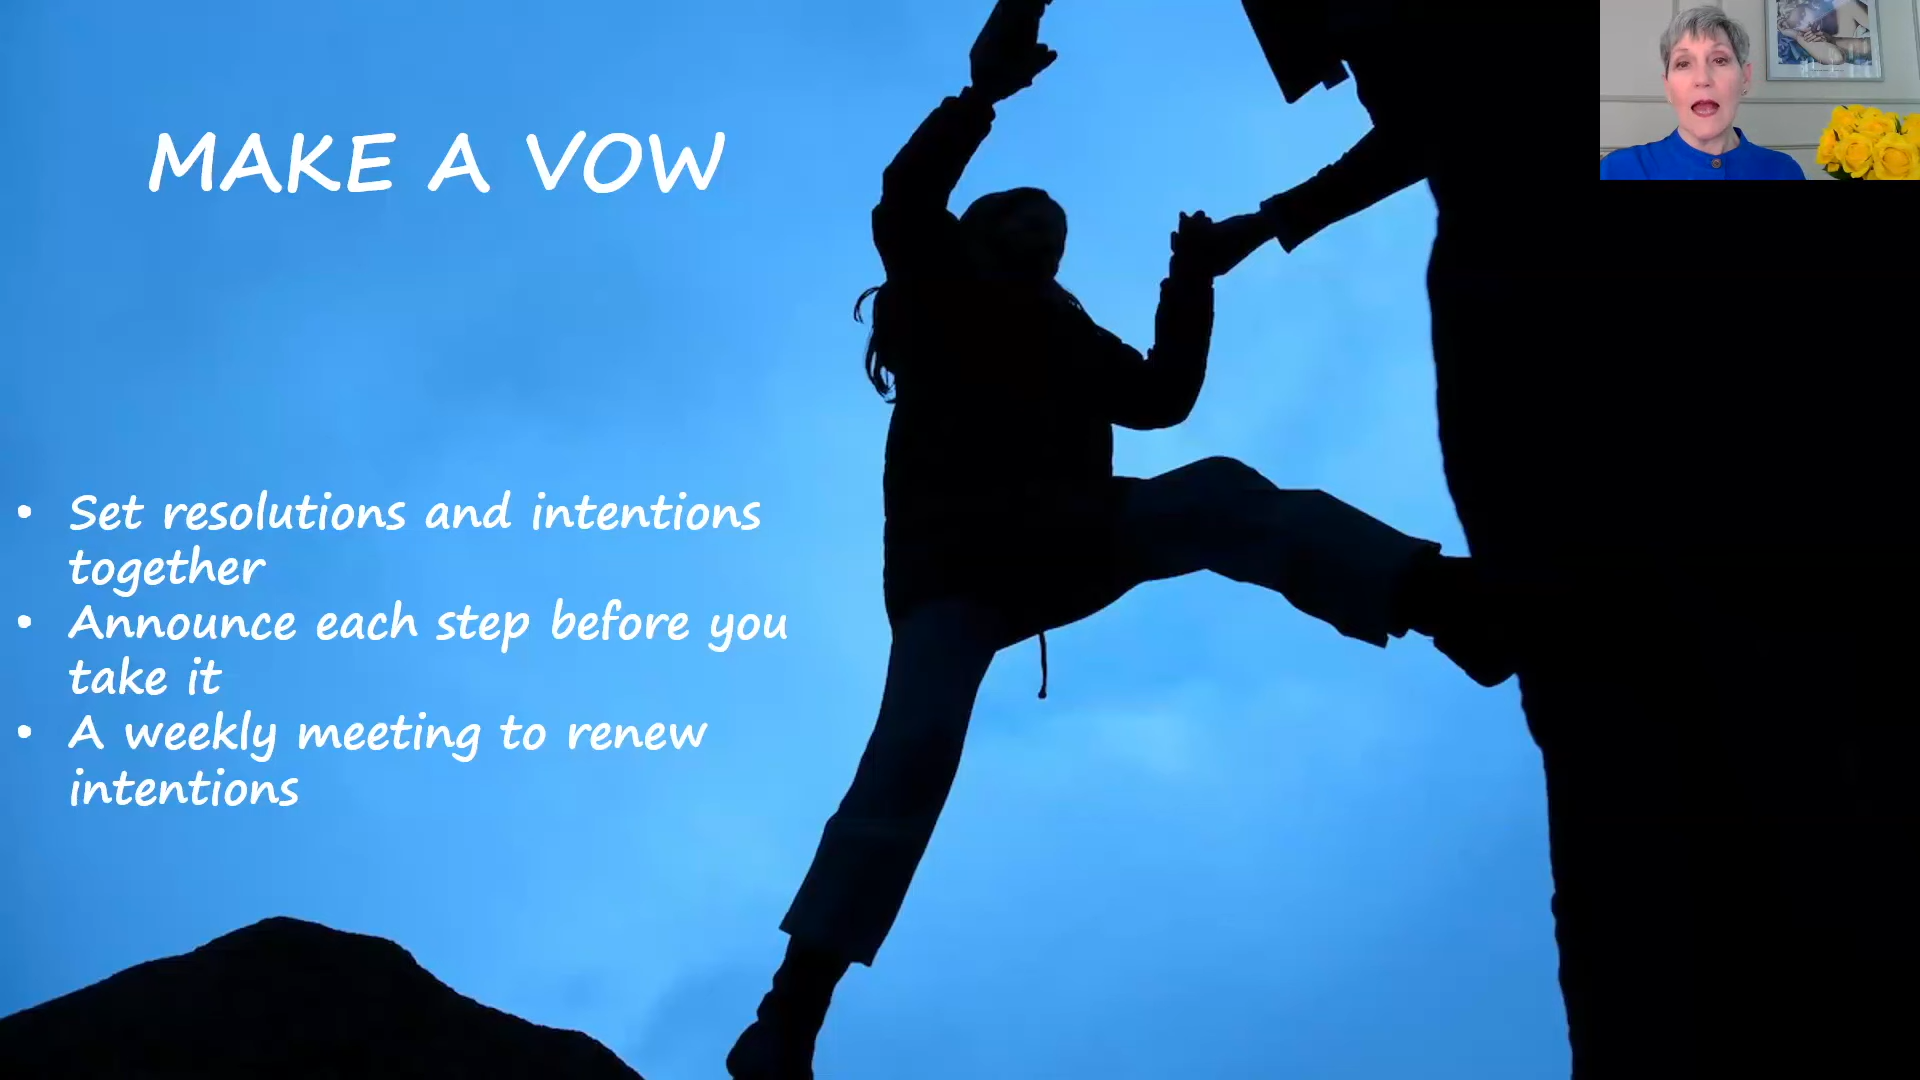 MAKE A VOW
• Set resolutions and intentions
together
• Announce each step before you
take it
• A weekly meeting to renew
intentions